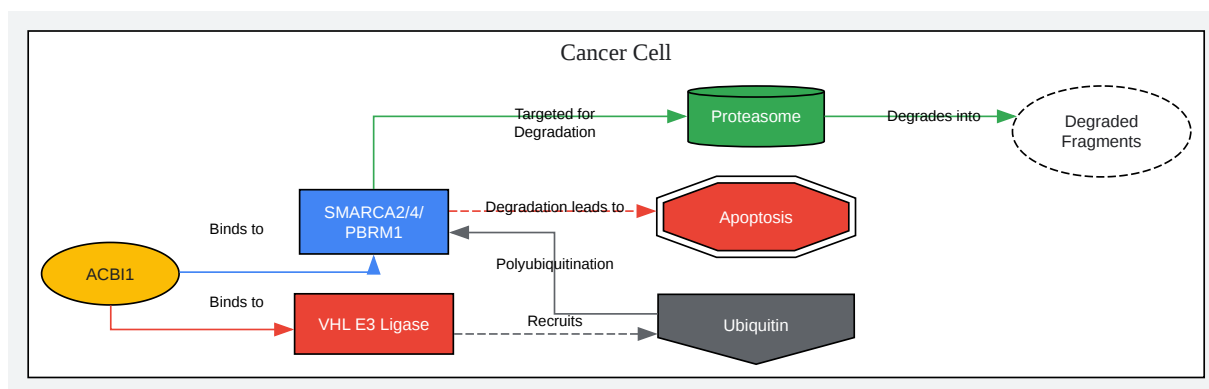 Cancer Cell
Targeted for
Degradation
Proteasome
Degrades into
Degraded
Fragments
SMARCA2/4/
PBRM1
Degradation leads to
Apoptosis
Binds to
ACBI1
Polyubiquitination
Binds to
VHL E3 Ligase
Recruits
Ubiquitin